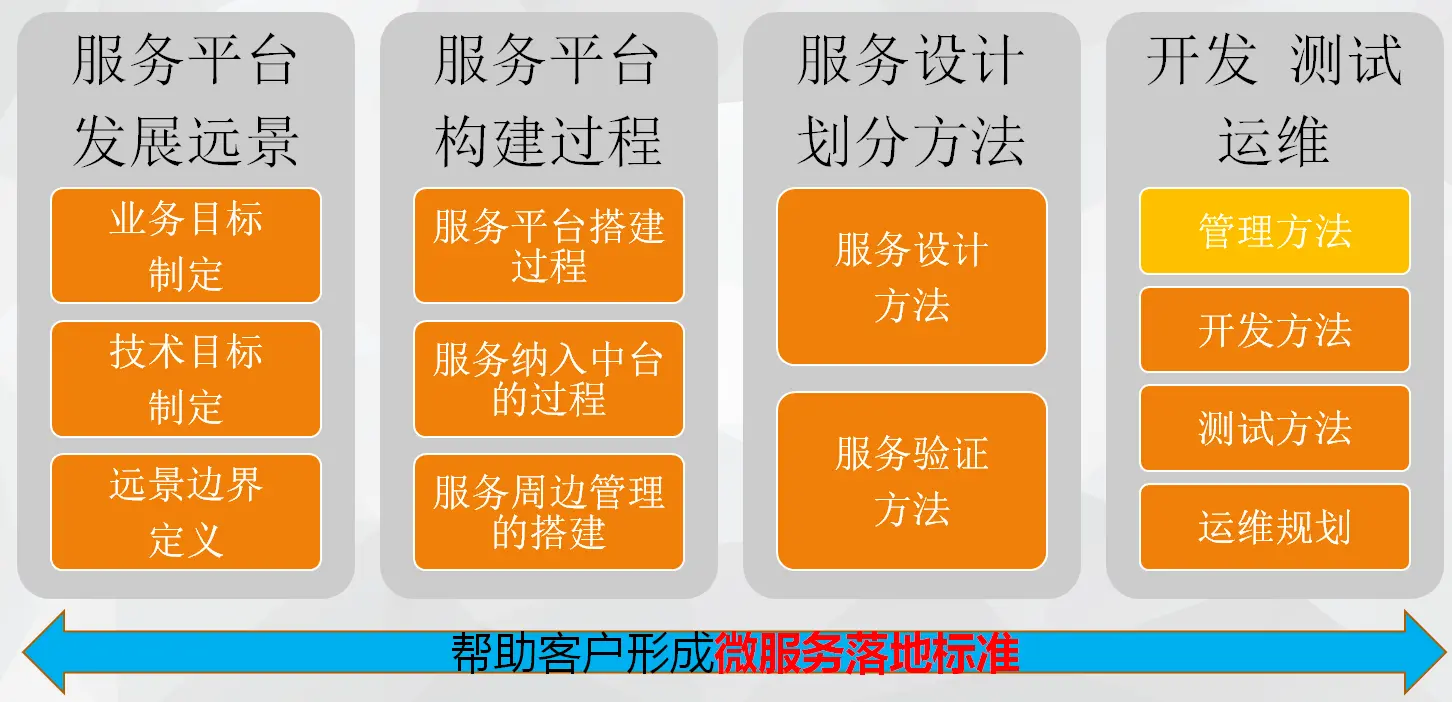 服务平台
发展远景
业务目标
制定
技术目标
制定
远景边界
定义
服务平台
构建过程
服务平台搭建
过程
服务纳入中台
的过程
服务周边管理
的搭建
服务设计
划分方法
服务设计
方法
服务验证
方法
开发 测试
运维
管理方法
开发方法
测试方法
运维规划
帮助客户形成微服务落地标准